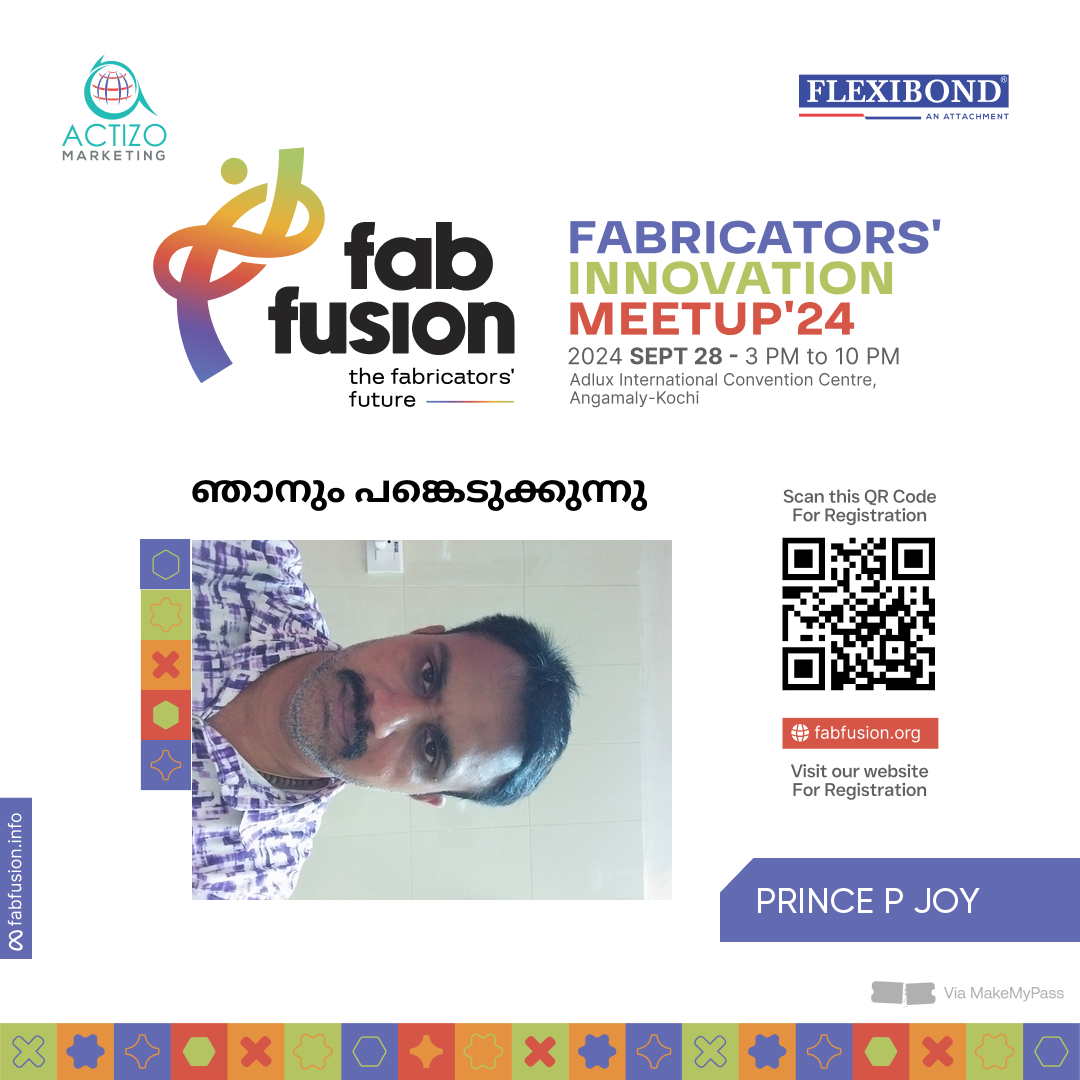 ACTIZO
MARKETING
FLEXIBOND®
AN ATTACHMENT
fab
fusion
the fabricators'
future
FABRICATORS'
INNOVATION
MEETUP'24
2024 SEPT 28 - 3 PM to 10 PM
Adlux International Convention Centre,
Angamaly-Kochi
ഞാനും പങ്കെടുക്കുന്നു
Scan this QR Code
For Registration
fabfusion.org
Visit our website
For Registration
fabfusion.info
PRINCE P JOY
Via MakeMyPass